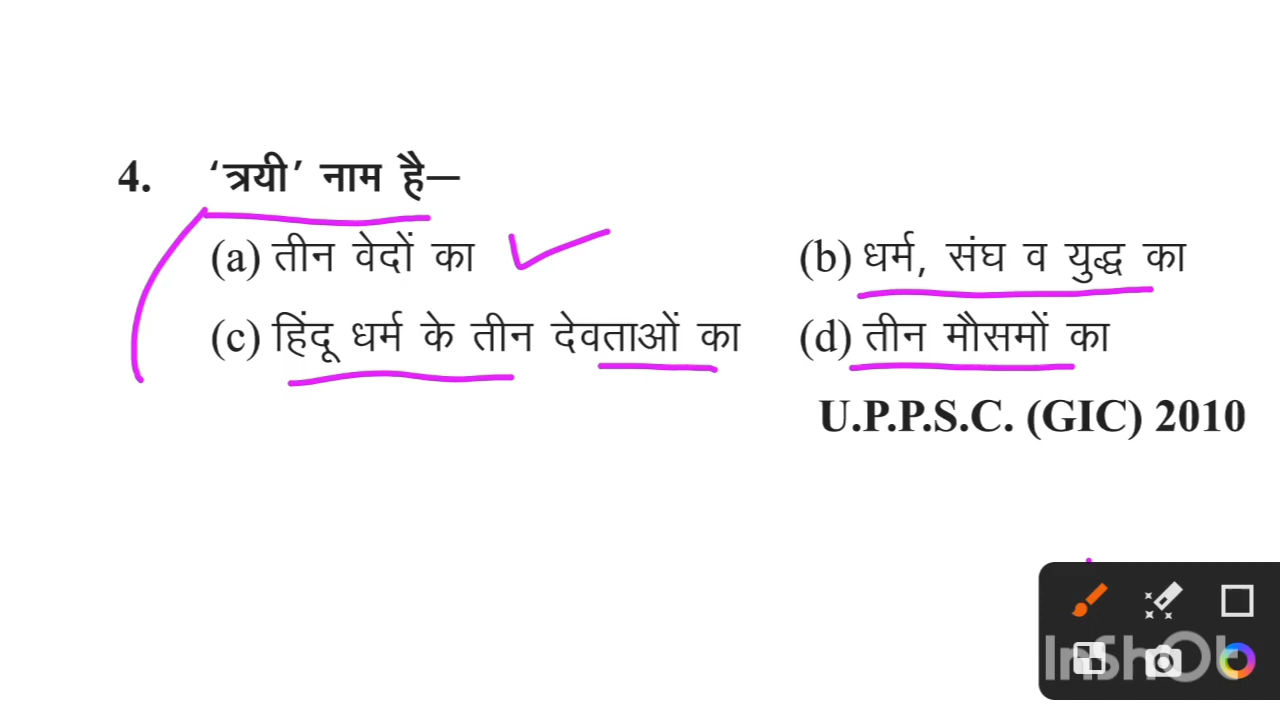 4. ‘त्रयी’ नाम है—
(a) तीन वेदों का (b) धर्म, संघ व युद्ध का
(c) हिंदू धर्म के तीन देवताओं का (d) तीन मौसमों का
U.P.P.S.C. (GIC) 2010
InShOt